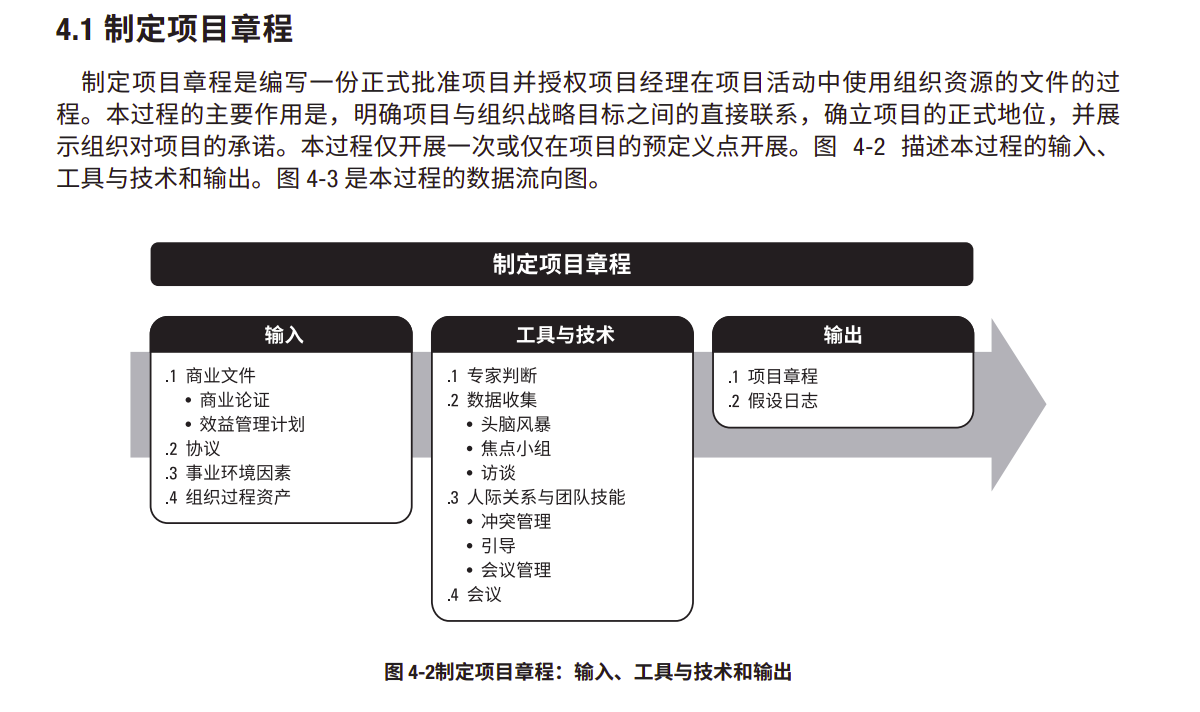 4.1 制定项目章程
制定项目章程是编写一份正式批准项目并授权项目经理在项目活动中使用组织资源的文件的过
程。本过程的主要作用是，明确项目与组织战略目标之间的直接联系，确立项目的正式地位，并展
示组织对项目的承诺。本过程仅开展一次或仅在项目的预定义点开展。图 4-2 描述本过程的输入、
工具与技术和输出。图 4-3 是本过程的数据流向图。
制定项目章程
输入
.1 商业文件
• 商业论证
• 效益管理计划
.2 协议
.3 事业环境因素
.4 组织过程资产
工具与技术
.1 专家判断
.2 数据收集
• 头脑风暴
• 焦点小组
• 访谈
.3 人际关系与团队技能
• 冲突管理
• 引导
• 会议管理
.4 会议
输出
.1 项目章程
.2 假设日志
图 4-2制定项目章程：输入、工具与技术和输出